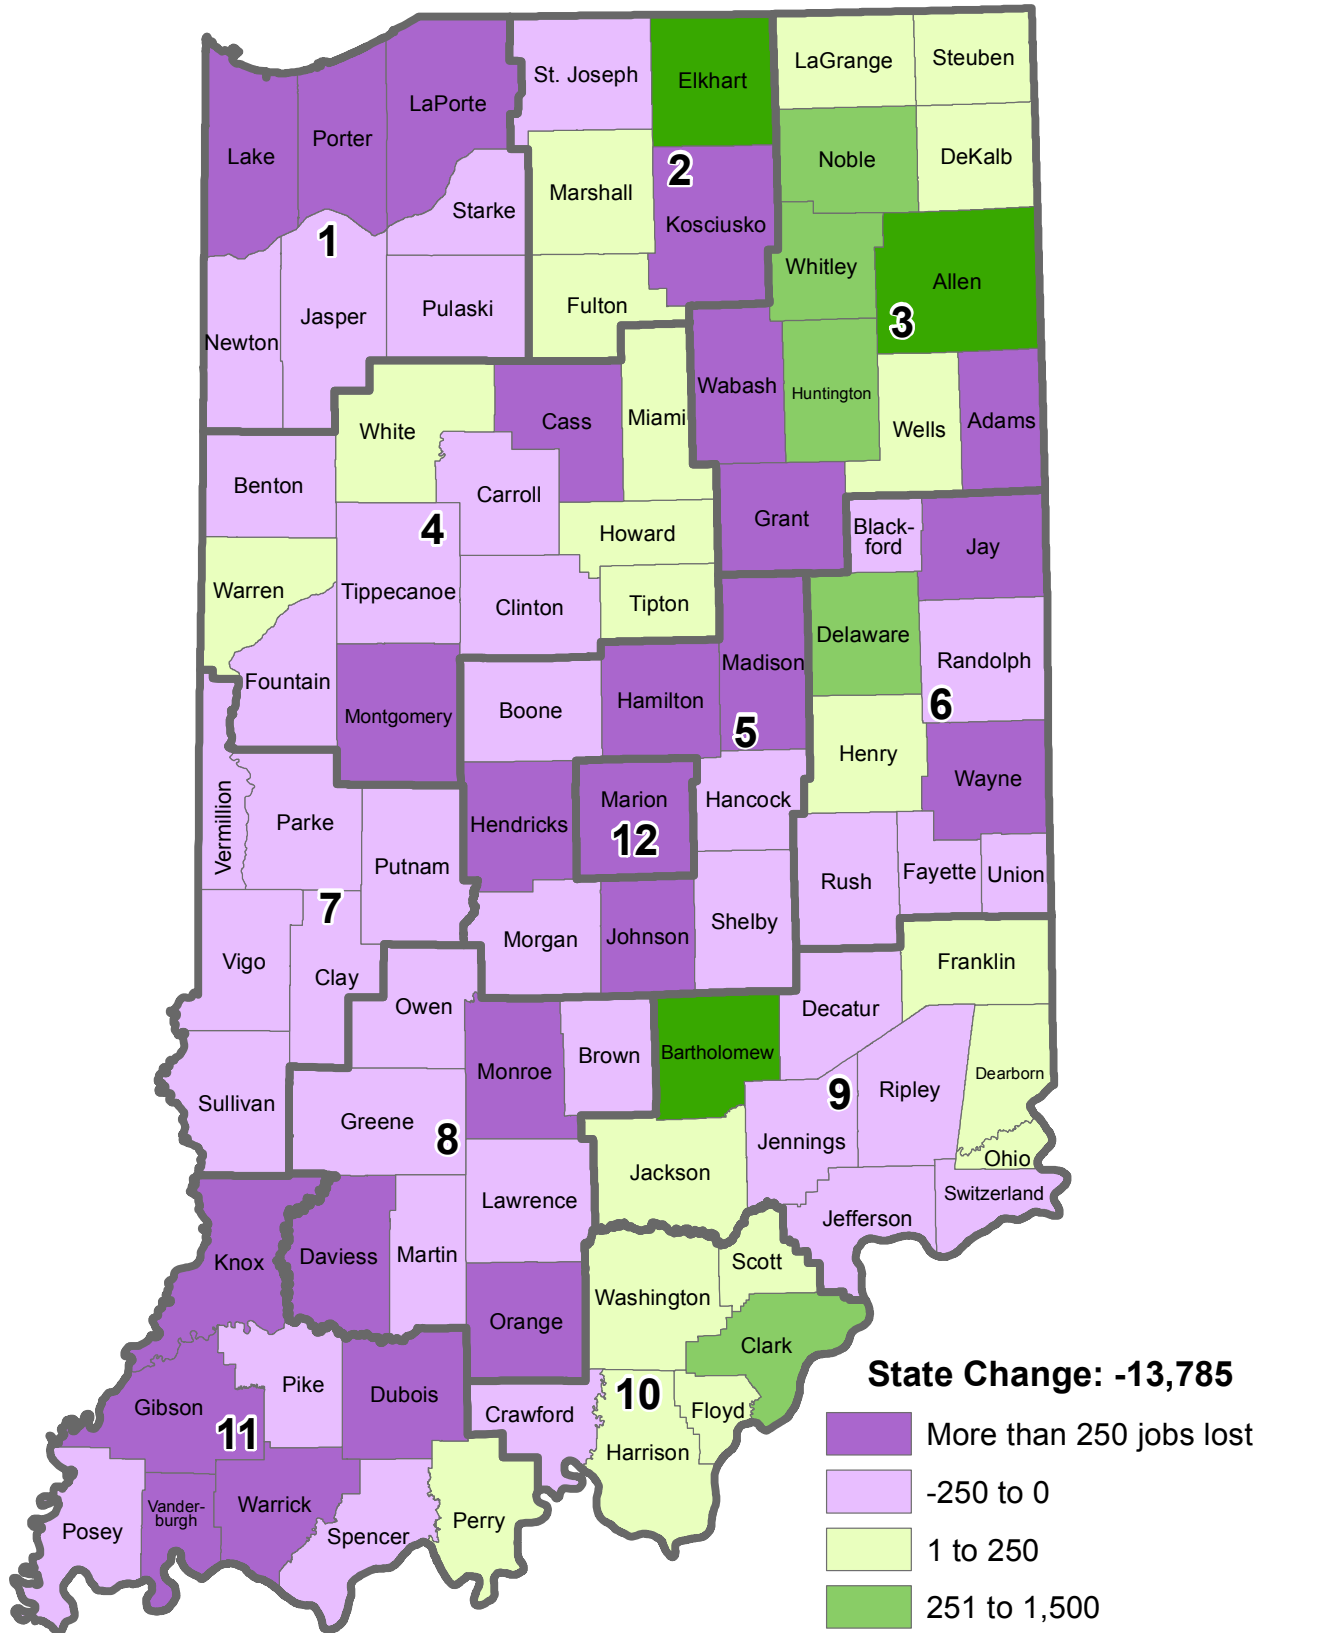 St. Joseph
Elkhart
LaGrange
Steuben
LaPorte
Porter
Lake
Noble
DeKalb
2
Marshall
Kosciusko
Starke
1
Whitley
Allen
Fulton
Pulaski
Jasper
3
Newton
Wabash
Huntington
Cass
Miami
White
Wells
Adams
Benton
Carroll
4
Howard
Grant
Black-
ford
Jay
Warren
Tippecanoe
Clinton
Tipton
Delaware
Randolph
Madison
Fountain
Montgomery
Boone
Hamilton
5
6
Henry
Wayne
Vermillion
Parke
Putnam
Hendricks
Marion
12
Hancock
Rush
Fayette
Union
7
Vigo
Clay
Morgan
Johnson
Shelby
Franklin
Owen
Decatur
Monroe
Brown
Bartholomew
Dearborn
9
Ripley
Sullivan
Greene
8
Jennings
Ohio
Jackson
Lawrence
Switzerland
Jefferson
Knox
Daviess
Martin
Scott
Washington
Orange
Clark
Pike
Dubois
Gibson
11
Crawford
10
Floyd
Harrison
Posey
Vander-
burgh
Warrick
Spencer
Perry
State Change: -13,785
More than 250 jobs lost
-250 to 0
1 to 250
251 to 1,500